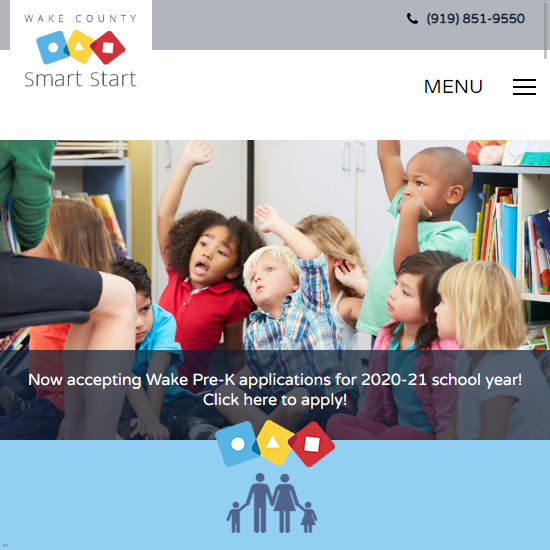 WAKE COUNTY
Smart Start
(919) 851-9550
MENU
Now accepting Wake Pre-K applications for 2020-21 school year!
Click here to apply!